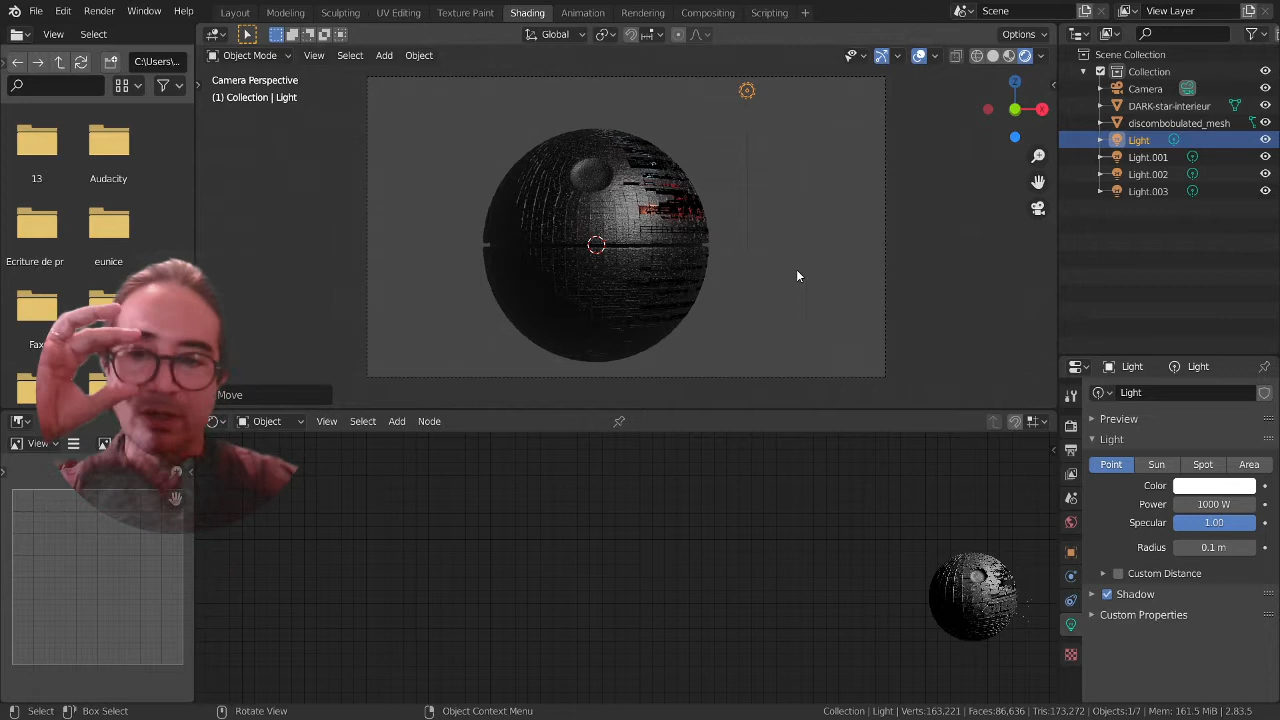 File Edit Render Window Help
Layout Modeling Sculpting UV Editing Texture Paint Shading Animation Rendering Compositing Scripting +
Scene
View Layer
View Select
Global
Options
C:\Users\...
Object Mode View Select Add Object
Camera Perspective
(1) Collection | Light
Z
X
13
Audacity
Ecriture de pr
eunice
Fax
Move
Scene Collection
Collection
Camera
DARK-star-interieur
discombobulated_mesh
Light
Light.001
Light.002
Light.003
Light Light
Light
Preview
Light
Point Sun Spot Area
Color
Power 1000 W
Specular 1.00
Radius 0.1 m
Custom Distance
Shadow
Custom Properties
Object View Select Add Node
View
Select Box Select Rotate View Object Context Menu
Collection | Light | Verts:163,221 | Faces:86,636 | Tris:173,272 | Objects:1/7 | Mem: 161.5 MiB | 2.83.5